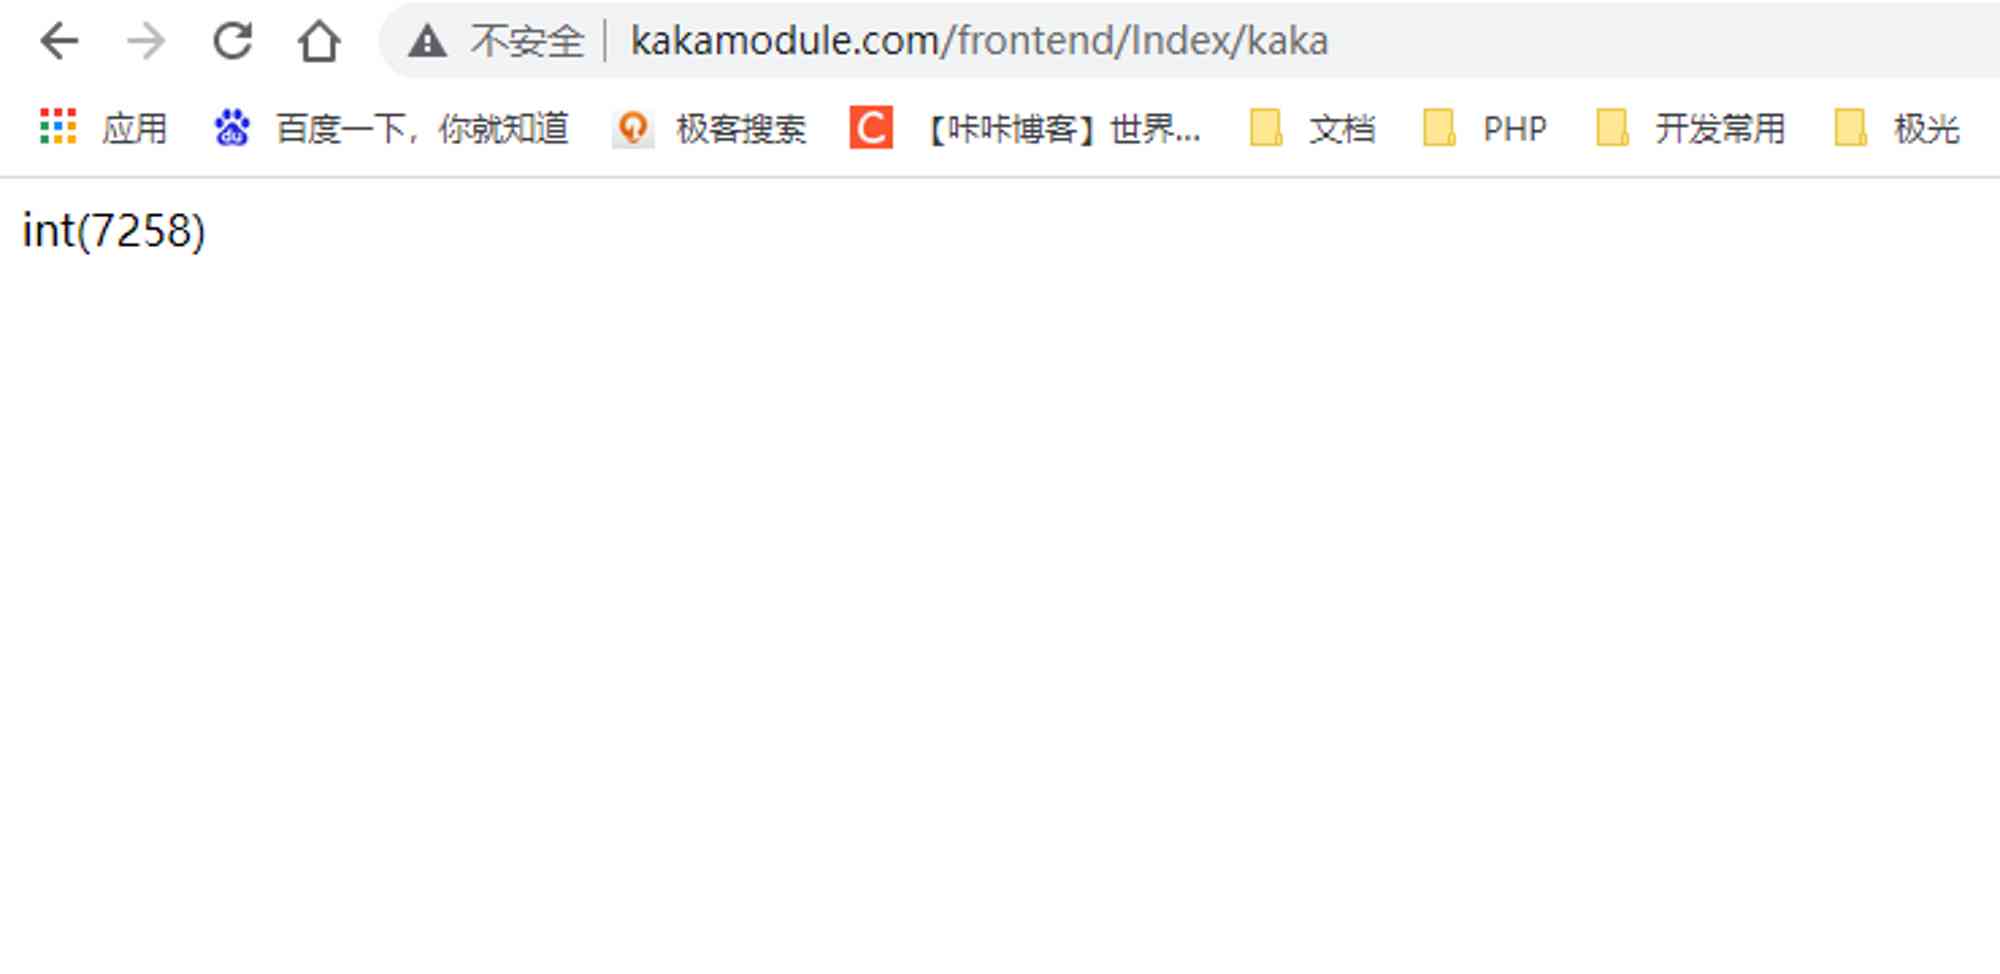 不安全 kakamodule.com/frontend/Index/kaka
应用 百度一下，你就知道 极客搜索 C 【咔咔博客】世界... 文档 PHP 开发常用 极光
int(7258)